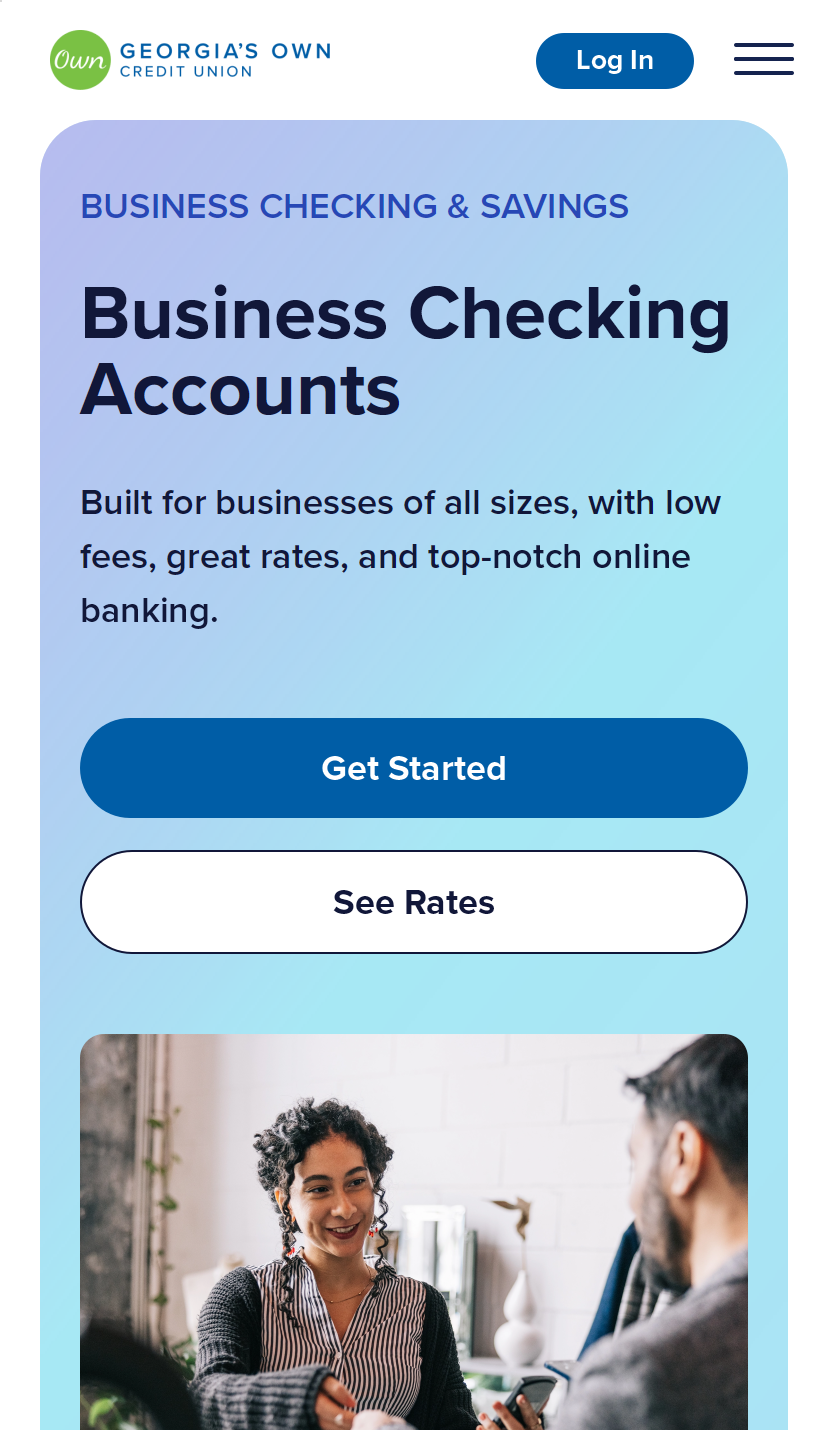 Own
GEORGIA'S OWN
CREDIT UNION
Log In
BUSINESS CHECKING & SAVINGS
Business Checking
Accounts
Built for businesses of all sizes, with low
fees, great rates, and top-notch online
banking.
Get Started
See Rates